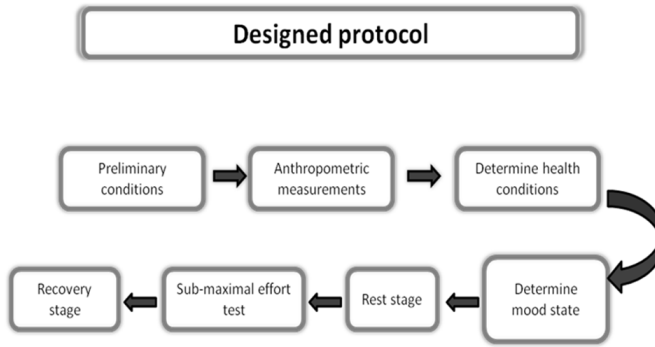 Designed protocol
Preliminary
conditions
Anthropometric
measurements
Determine health
conditions
Determine
mood state
Rest stage
Sub-maximal effort
test
Recovery
stage